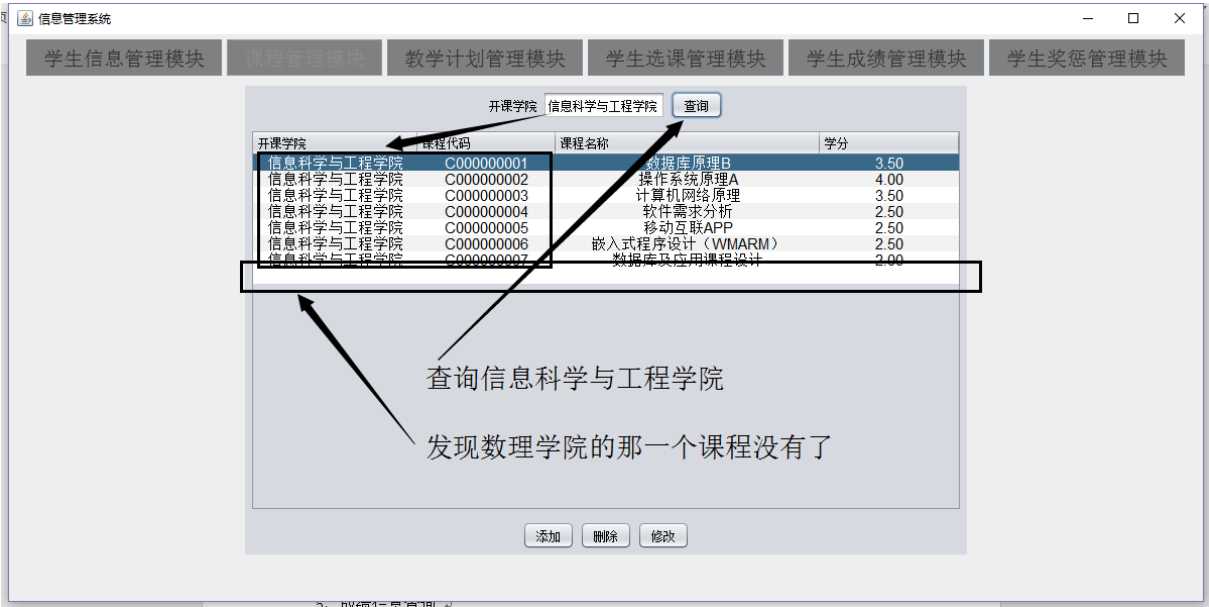 信息管理系统
学生信息管理模块 课程管理模块 教学计划管理模块 学生选课管理模块 学生成绩管理模块 学生奖惩管理模块
开课学院 信息科学与工程学院 查询
开课学院 课程代码 课程名称 学分
信息科学与工程学院 C000000001 数据库原理B 3.50
信息科学与工程学院 C000000002 操作系统原理A 4.00
信息科学与工程学院 C000000003 计算机网络原理 3.50
信息科学与工程学院 C000000004 软件需求分析 2.50
信息科学与工程学院 C000000005 移动互联APP 2.50
信息科学与工程学院 C000000006 嵌入式程序设计（WMARM） 2.50
信息科学与工程学院 C000000007 数据库及应用课程设计 2.00
查询信息科学与工程学院
发现数理学院的那一个课程没有了
添加 删除 修改